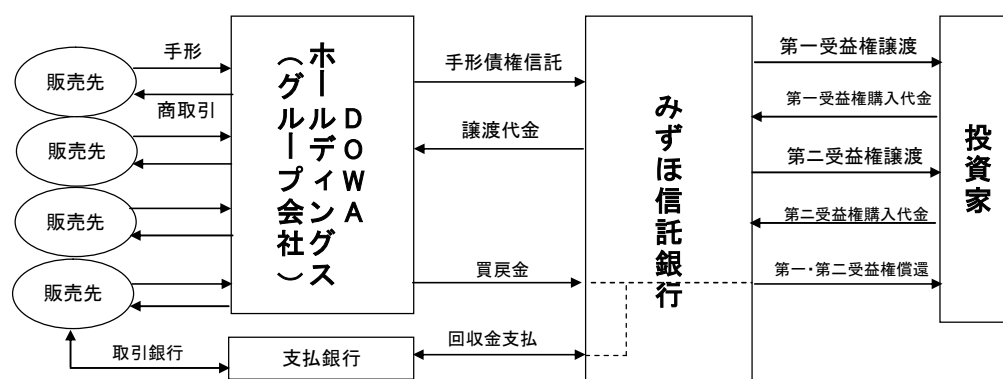 販売先
販売先
販売先
販売先
手形
商取引
DOWA
ホールディングス
（グループ会社）
手形債権信託
譲渡代金
買戻金
みずほ信託銀行
第一受益権譲渡
第一受益権購入代金
第二受益権譲渡
第二受益権購入代金
第一・第二受益権償還
投資家
取引銀行
支払銀行
回収金支払